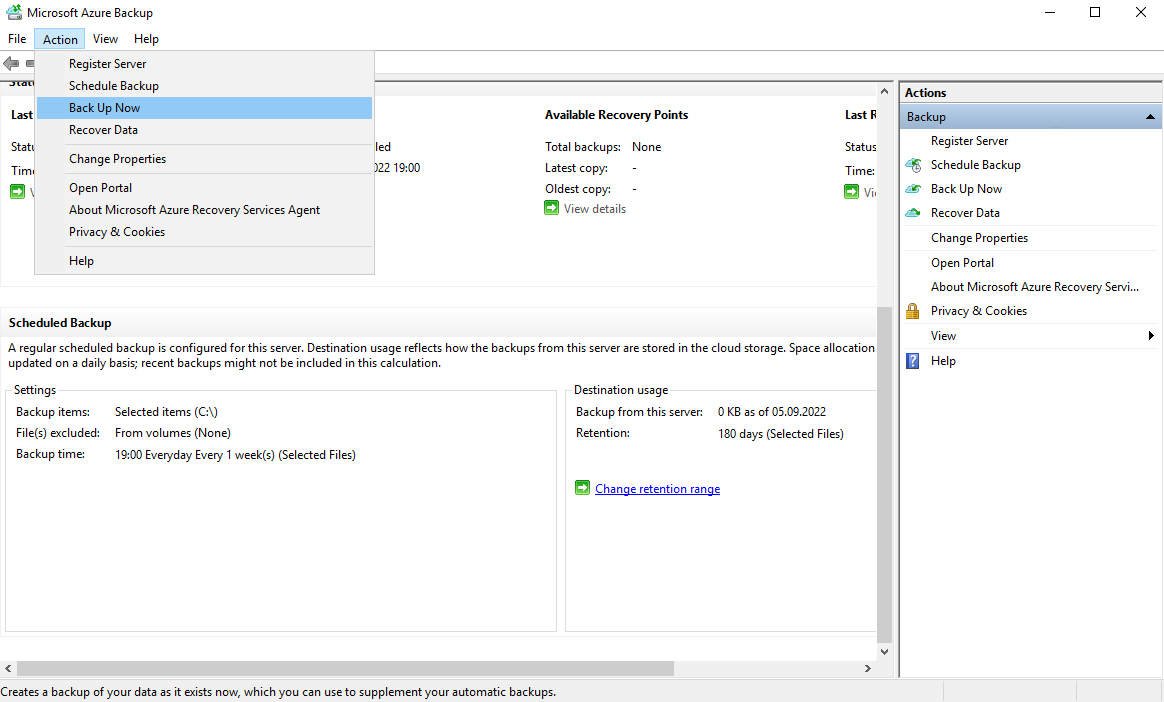 Microsoft Azure Backup
File Action View Help
Register Server
Schedule Backup
Back Up Now
Recover Data
Change Properties
Open Portal
About Microsoft Azure Recovery Services Agent
Privacy & Cookies
Help
Last
Available Recovery Points
Last R
Total backups: None
Status
22 19:00
Latest copy: -
Time:
Oldest copy: -
View details
Scheduled Backup
A regular scheduled backup is configured for this server. Destination usage reflects how the backups from this server are stored in the cloud storage. Space allocation
updated on a daily basis; recent backups might not be included in this calculation.
Settings
Backup items: Selected items (C:\)
File(s) excluded: From volumes (None)
Backup time: 19:00 Everyday Every 1 week(s) (Selected Files)
Destination usage
Backup from this server: 0 KB as of 05.09.2022
Retention: 180 days (Selected Files)
Change retention range
Actions
Backup
Register Server
Schedule Backup
Back Up Now
Recover Data
Change Properties
Open Portal
About Microsoft Azure Recovery Servi...
Privacy & Cookies
View
Help
Creates a backup of your data as it exists now, which you can use to supplement your automatic backups.